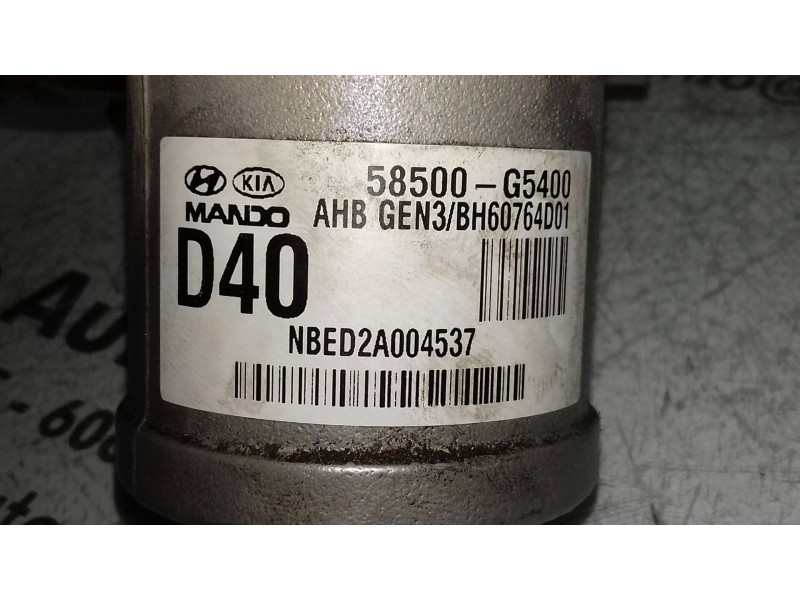 KIA
MANDO
58500-G5400
AHB GEN3/BH60764D01
D40
NBED2A004537